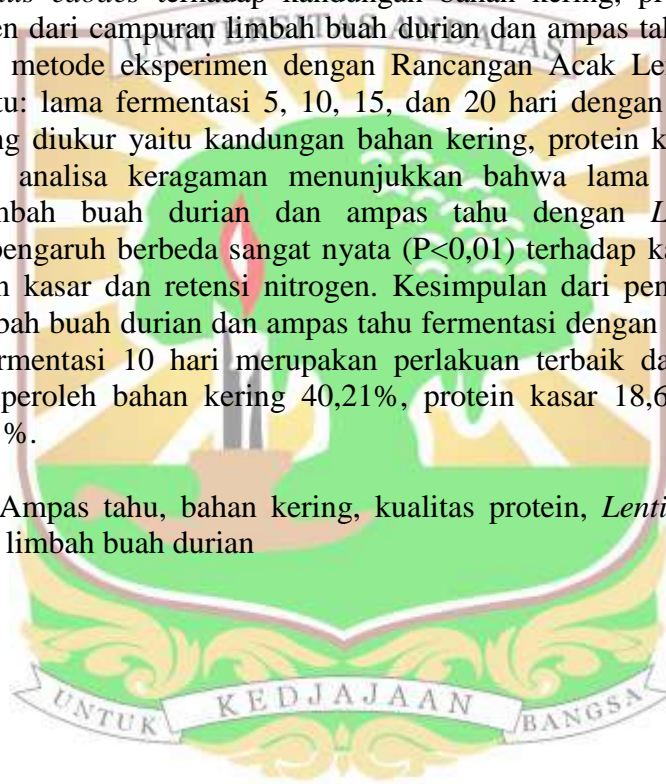 tus edodes terhadap kandungan bahan kering, pr
en dari campuran limbah buah durian dan ampas tah
UNIVERSITAS ANDALAS
metode eksperimen dengan Rancangan Acak Le
tu: lama fermentasi 5, 10, 15, dan 20 hari dengan
ng diukur yaitu kandungan bahan kering, protein k
analisa keragaman menunjukkan bahwa lama
mbah buah durian dan ampas tahu dengan L
pengaruh berbeda sangat nyata (P<0,01) terhadap ka
n kasar dan retensi nitrogen. Kesimpulan dari pen
bah buah durian dan ampas tahu fermentasi dengan
ermentasi 10 hari merupakan perlakuan terbaik da
peroleh bahan kering 40,21%, protein kasar 18,6
%.
Ampas tahu, bahan kering, kualitas protein, Lenti
limbah buah durian
UNTUK KEDJAJAAN BANGSA